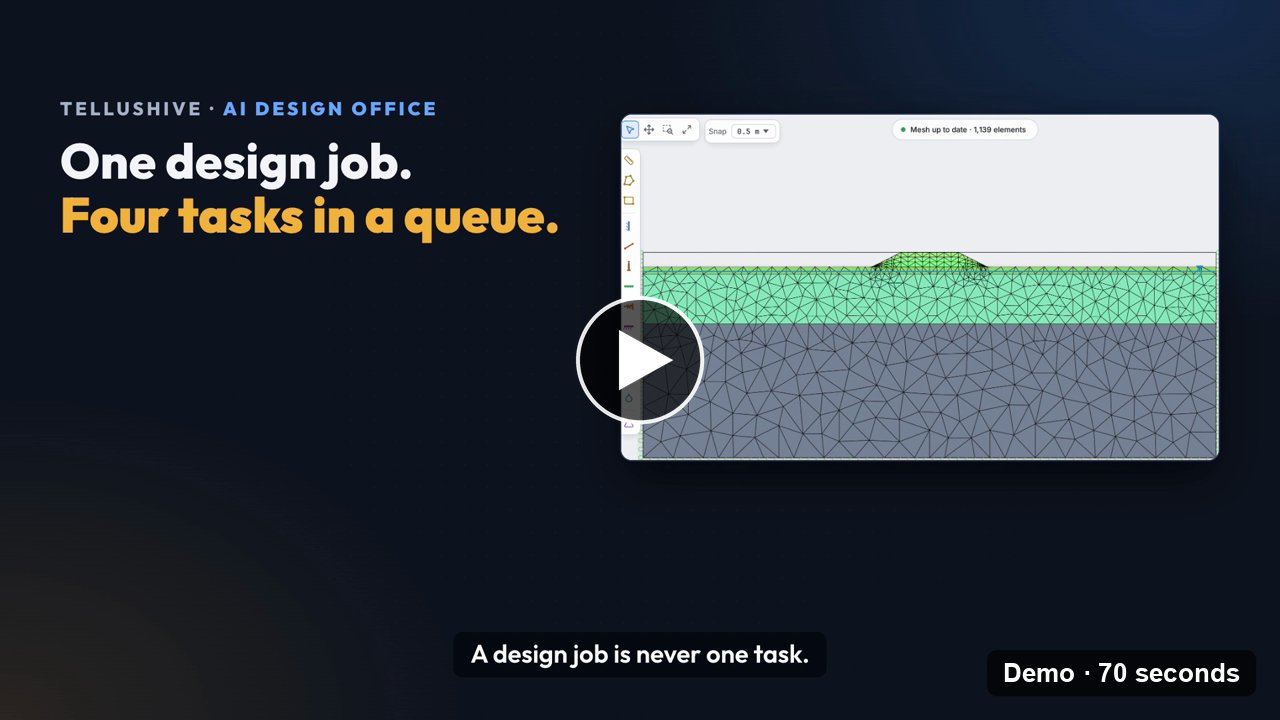 TELLUSHIVE · AI DESIGN OFFICE
One design job.
Four tasks in a queue.
Snap 0.5 m
Mesh up to date · 1,139 elements
A design job is never one task.
Demo · 70 seconds